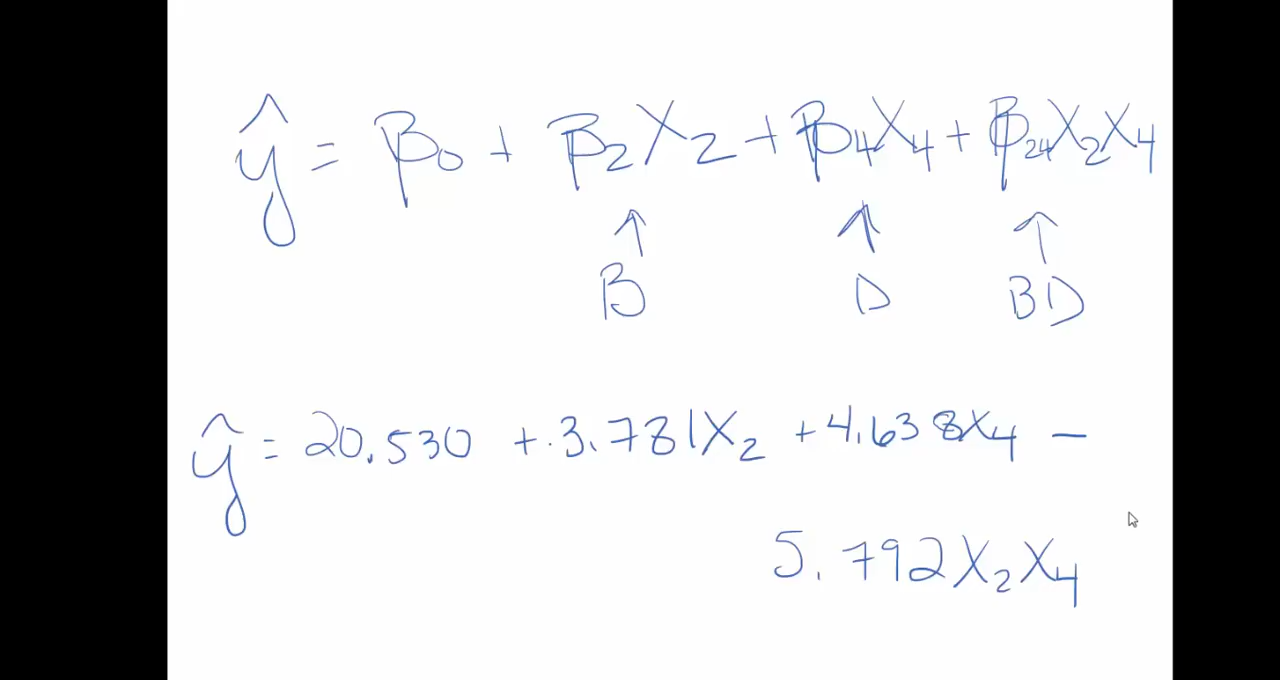 ŷ = β₀ + β₂X₂ + β₄X₄ + β₂₄X₂X₄
↑ ↑ ↑
B D BD
ŷ = 20.530 + 3.781X₂ + 4.638X₄ −
5.792X₂X₄